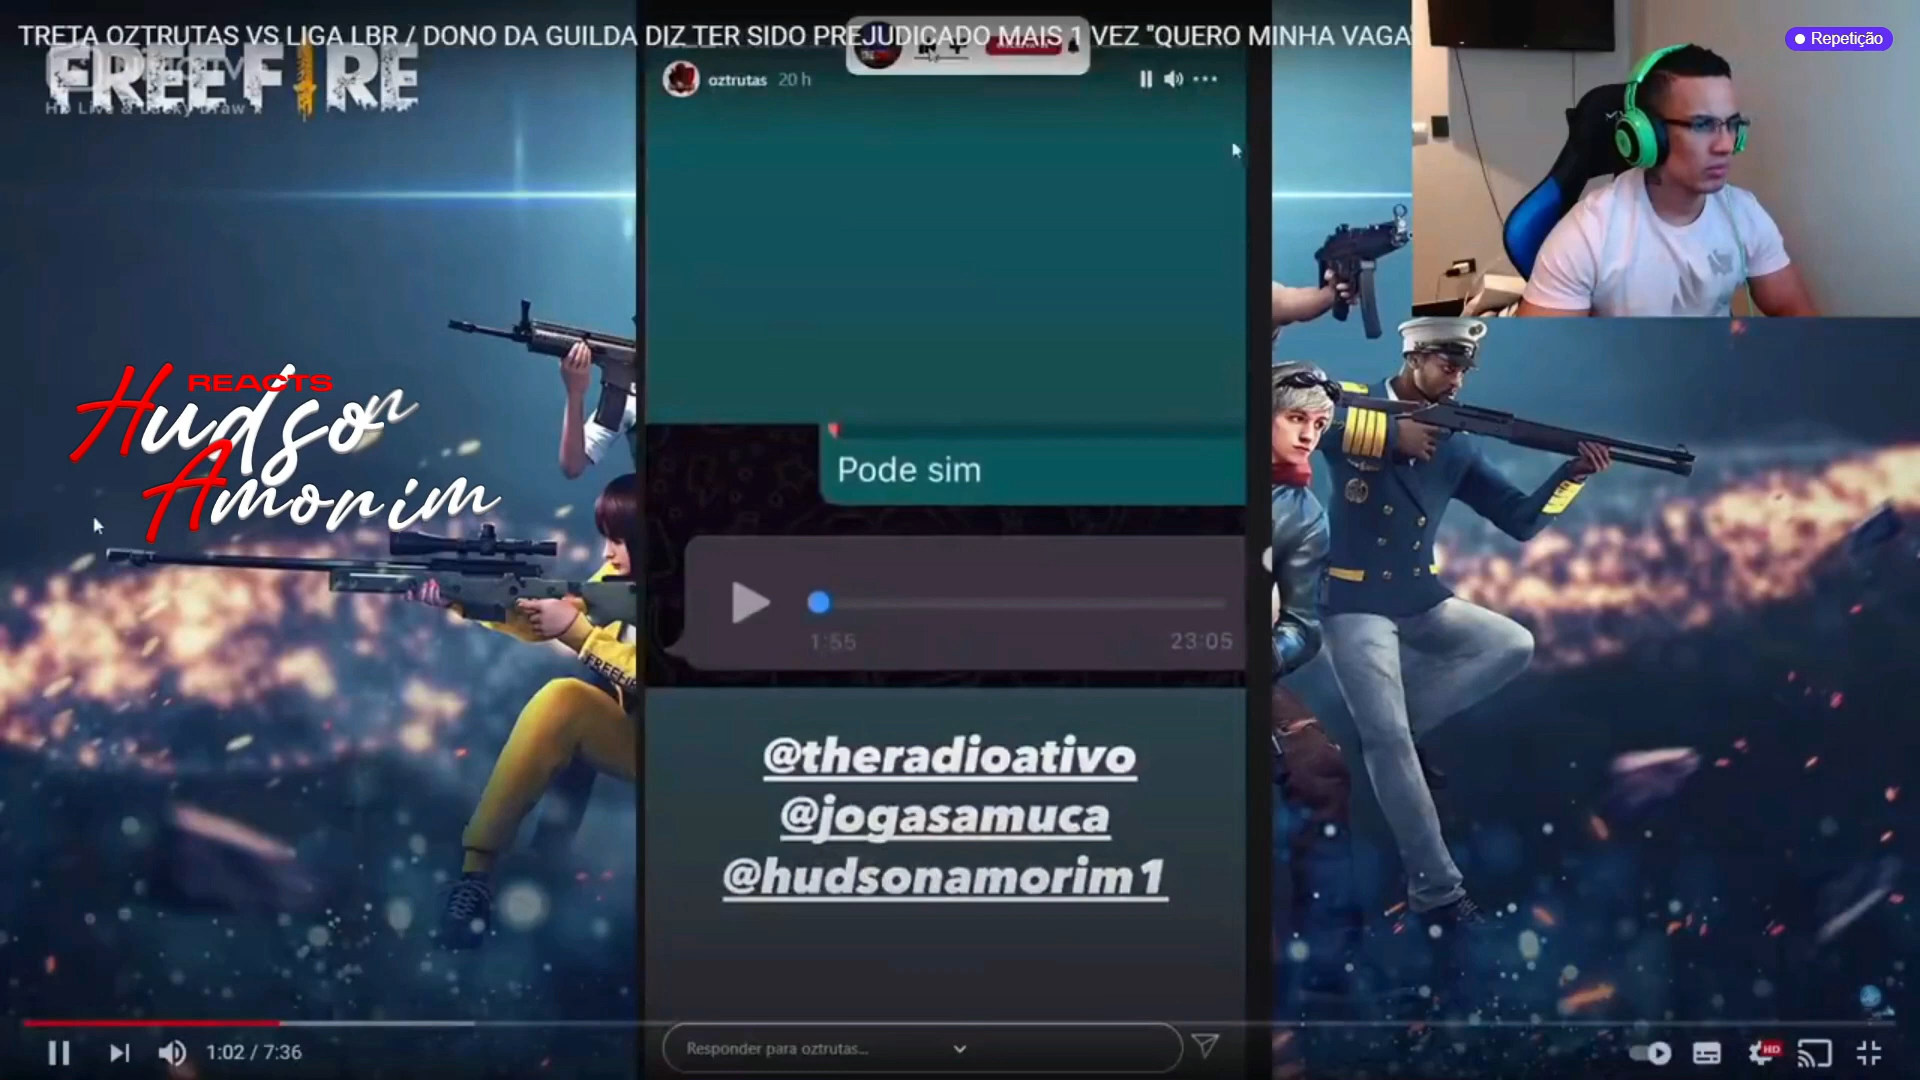 TRETA OZTRUTAS VS LIGA LBR / DONO DA GUILDA DIZ TER SIDO PREJUDICADO MAIS 1 VEZ "QUERO MINHA VAGA"
Repetição
FREE FIRE
oztrutas 20 h
REACTS
Hudson
Amorim
Pode sim
1:55 23:05
FREEFIRE
@theradioativo
@jogasamuca
@hudsonamorim1
Responder para oztrutas...
1:02 / 7:36
HD